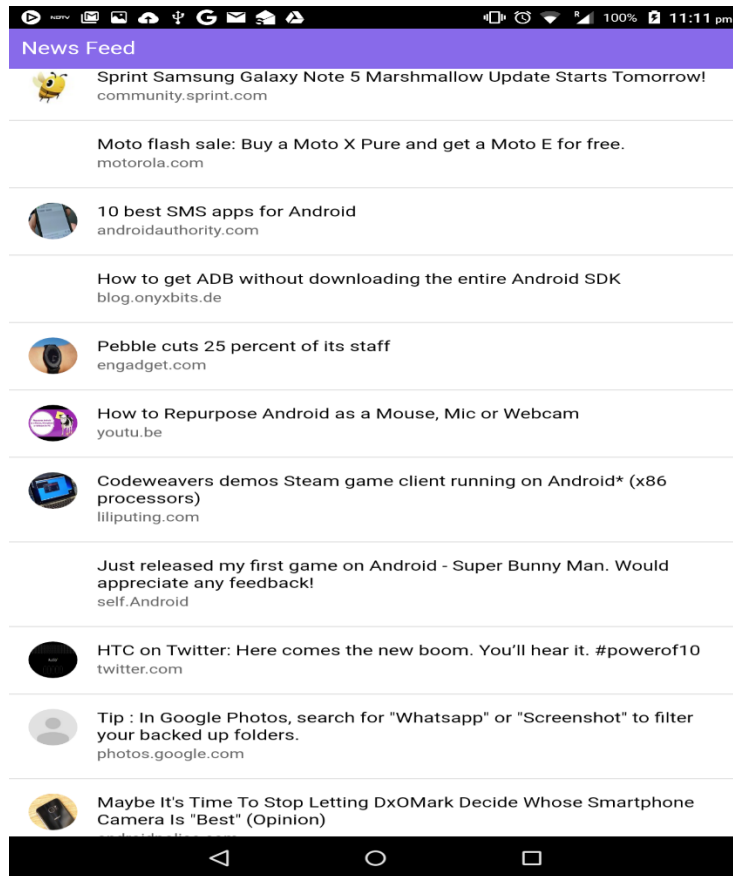 NDTV
R
100%
11:11 pm
News Feed
Sprint Samsung Galaxy Note 5 Marshmallow Update Starts Tomorrow!
community.sprint.com
Moto flash sale: Buy a Moto X Pure and get a Moto E for free.
motorola.com
10 best SMS apps for Android
androidauthority.com
How to get ADB without downloading the entire Android SDK
blog.onyxbits.de
Pebble cuts 25 percent of its staff
engadget.com
How to Repurpose Android as a Mouse, Mic or Webcam
youtu.be
Codeweavers demos Steam game client running on Android* (x86
processors)
liliputing.com
Just released my first game on Android - Super Bunny Man. Would
appreciate any feedback!
self.Android
HTC on Twitter: Here comes the new boom. You’ll hear it. #powerof10
twitter.com
Tip : In Google Photos, search for "Whatsapp" or "Screenshot" to filter
your backed up folders.
photos.google.com
Maybe It's Time To Stop Letting DxOMark Decide Whose Smartphone
Camera Is "Best" (Opinion)